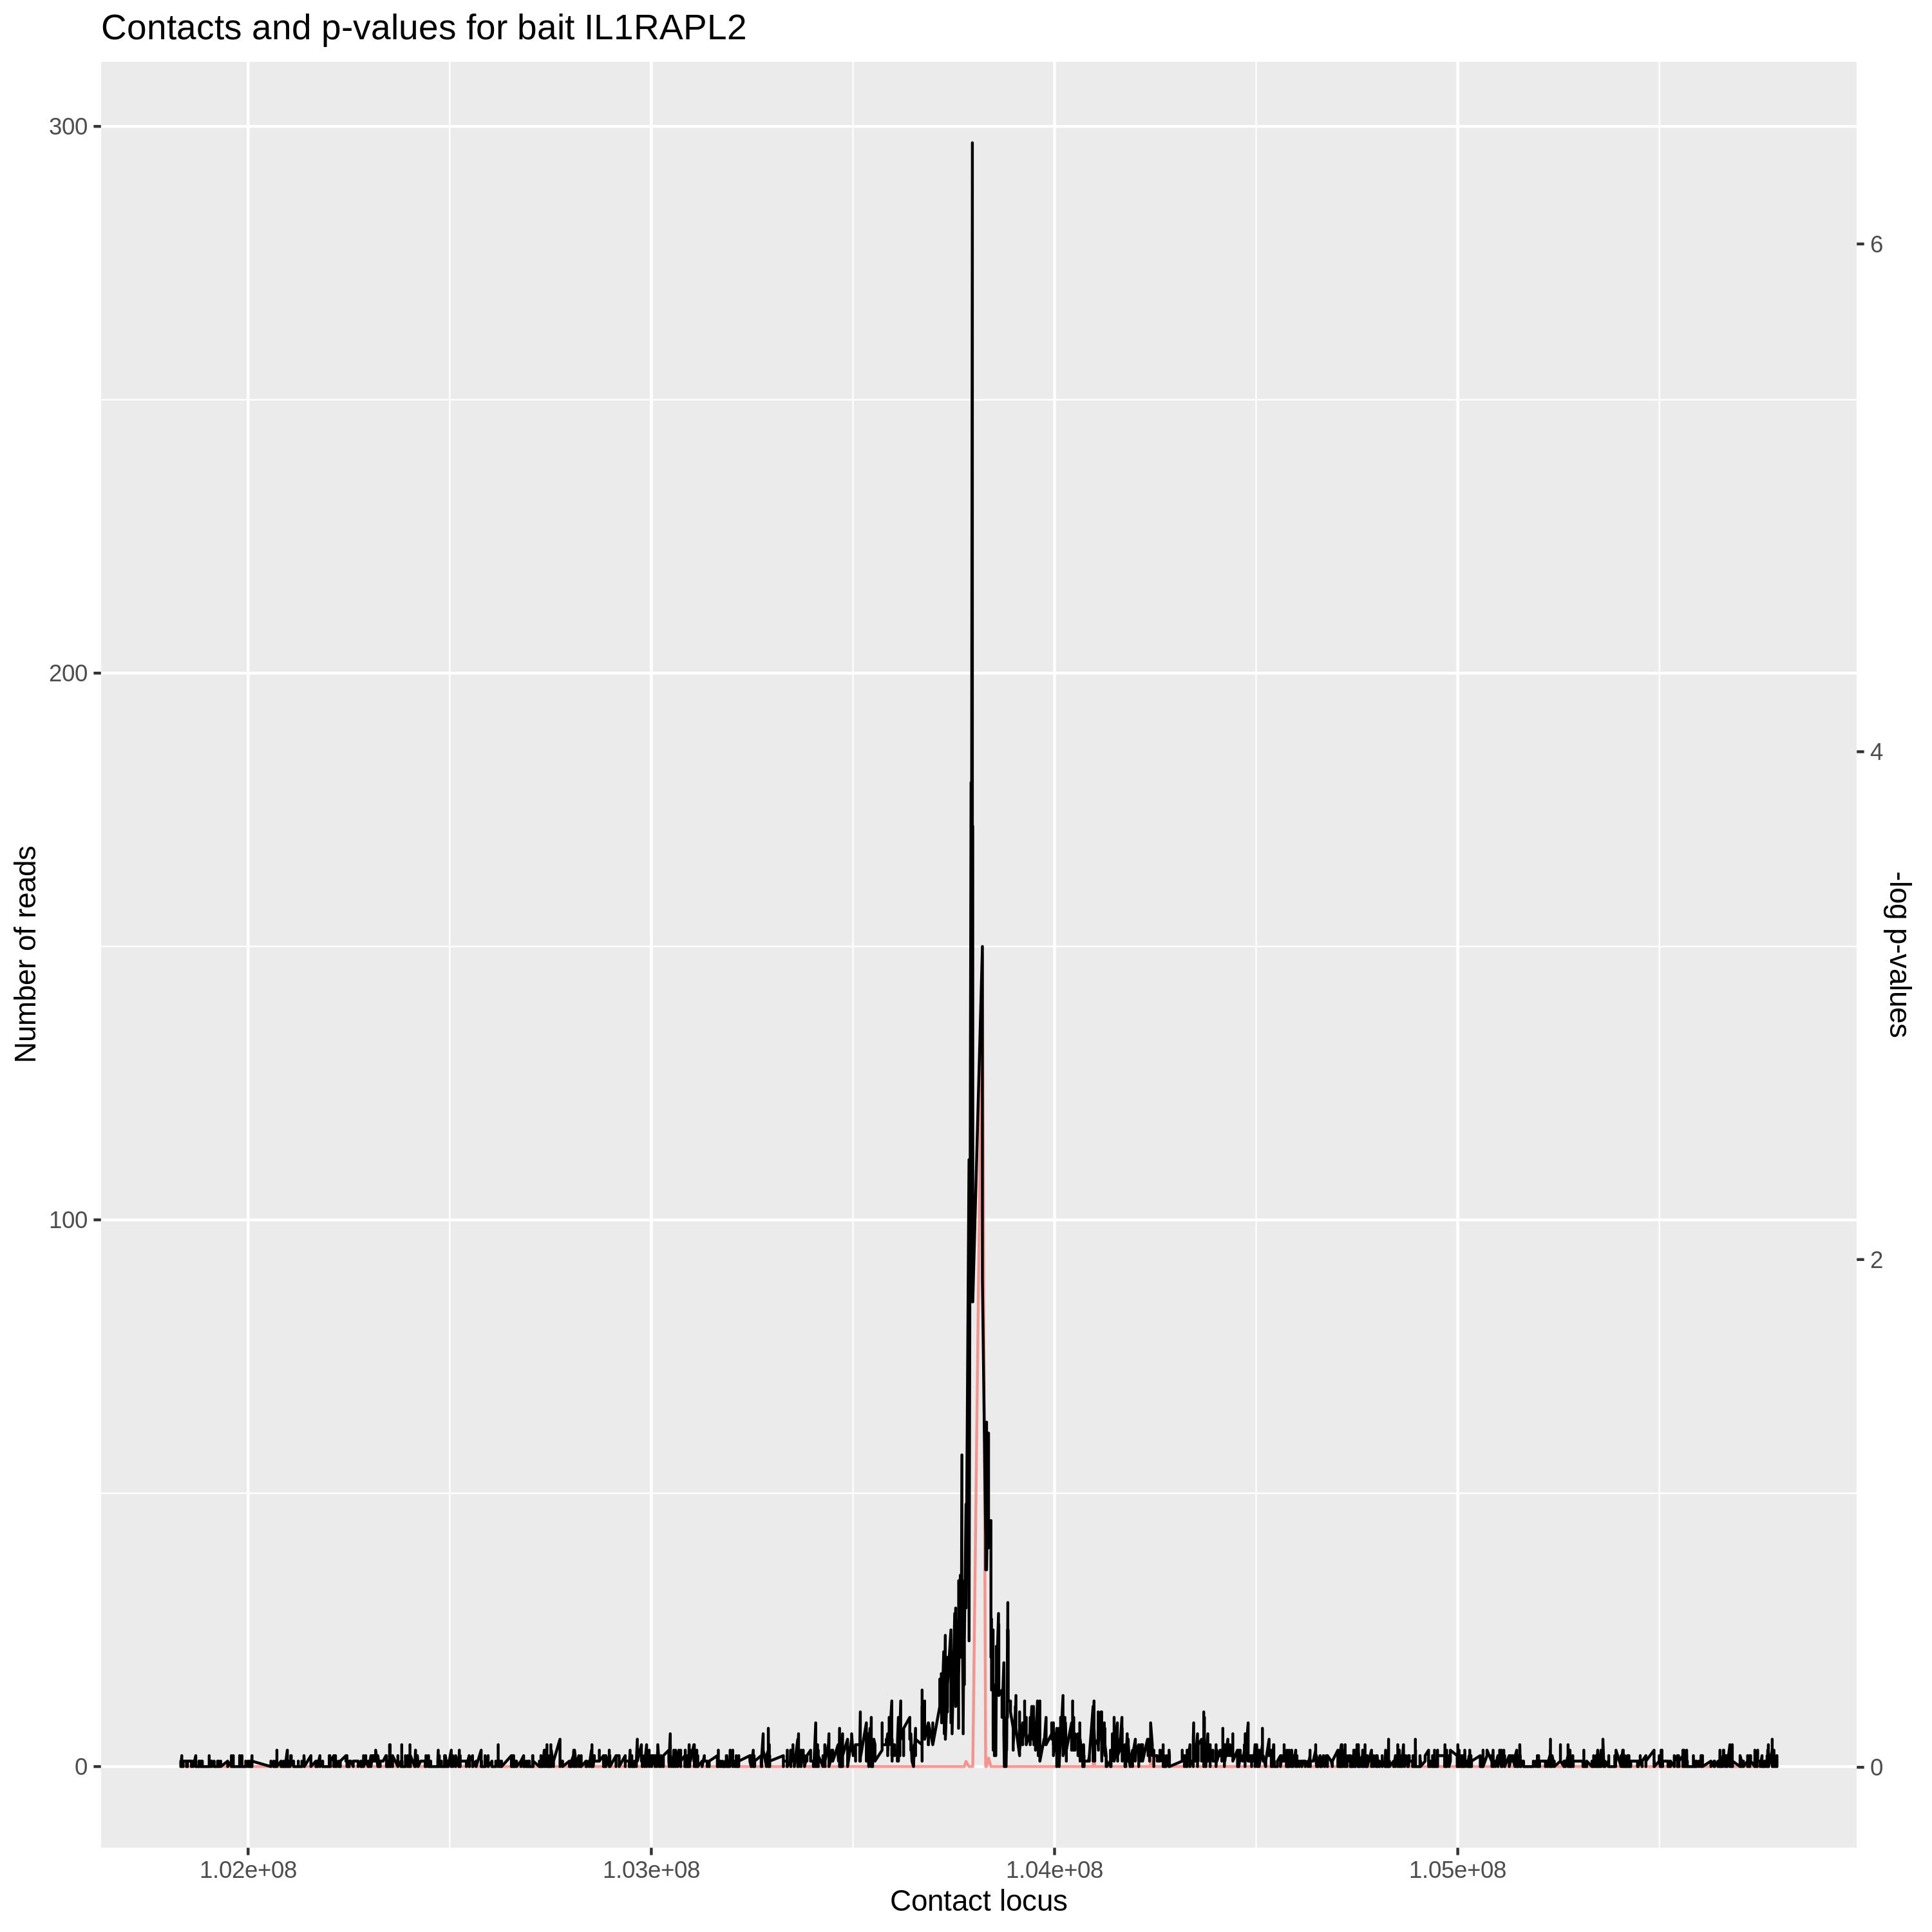 Contacts and p-values for bait IL1RAPL2
300
200
100
0
Number of reads
6
4
2
0
-log p-values
1.02e+08
1.03e+08
1.04e+08
1.05e+08
Contact locus